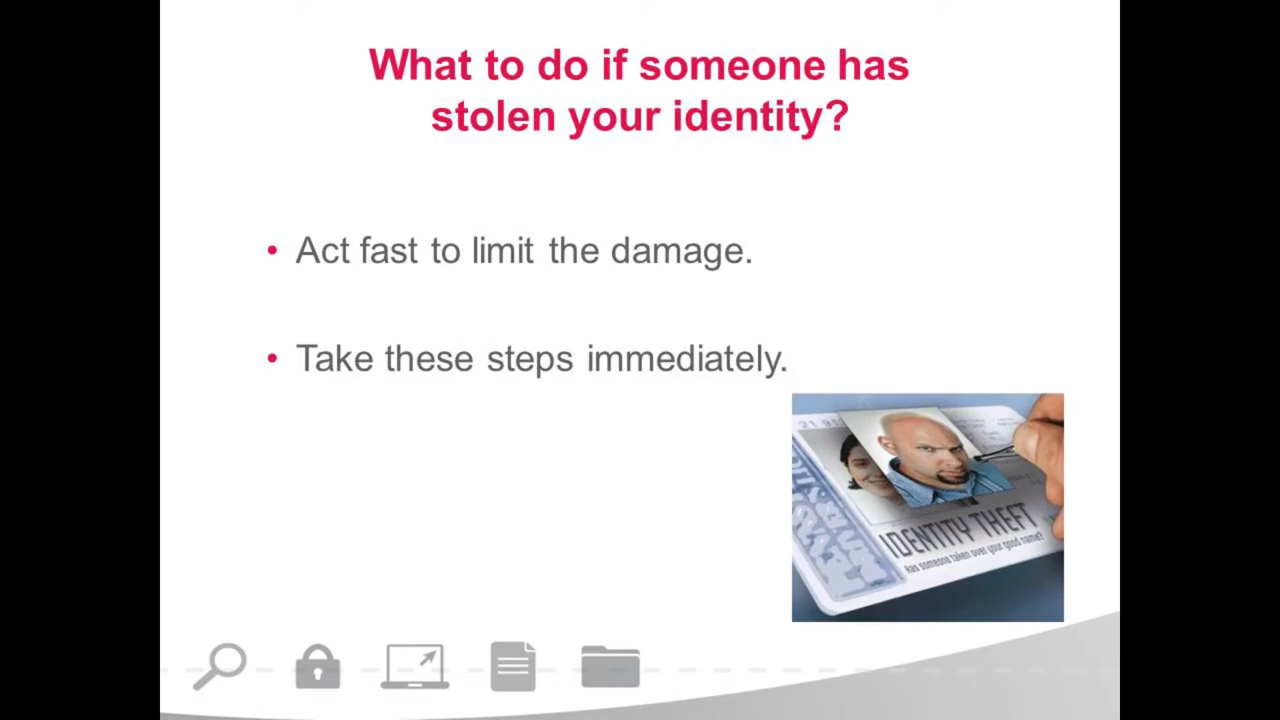 What to do if someone has
stolen your identity?
• Act fast to limit the damage.
• Take these steps immediately.
IDENTITY THEFT
Has someone taken over your good name?